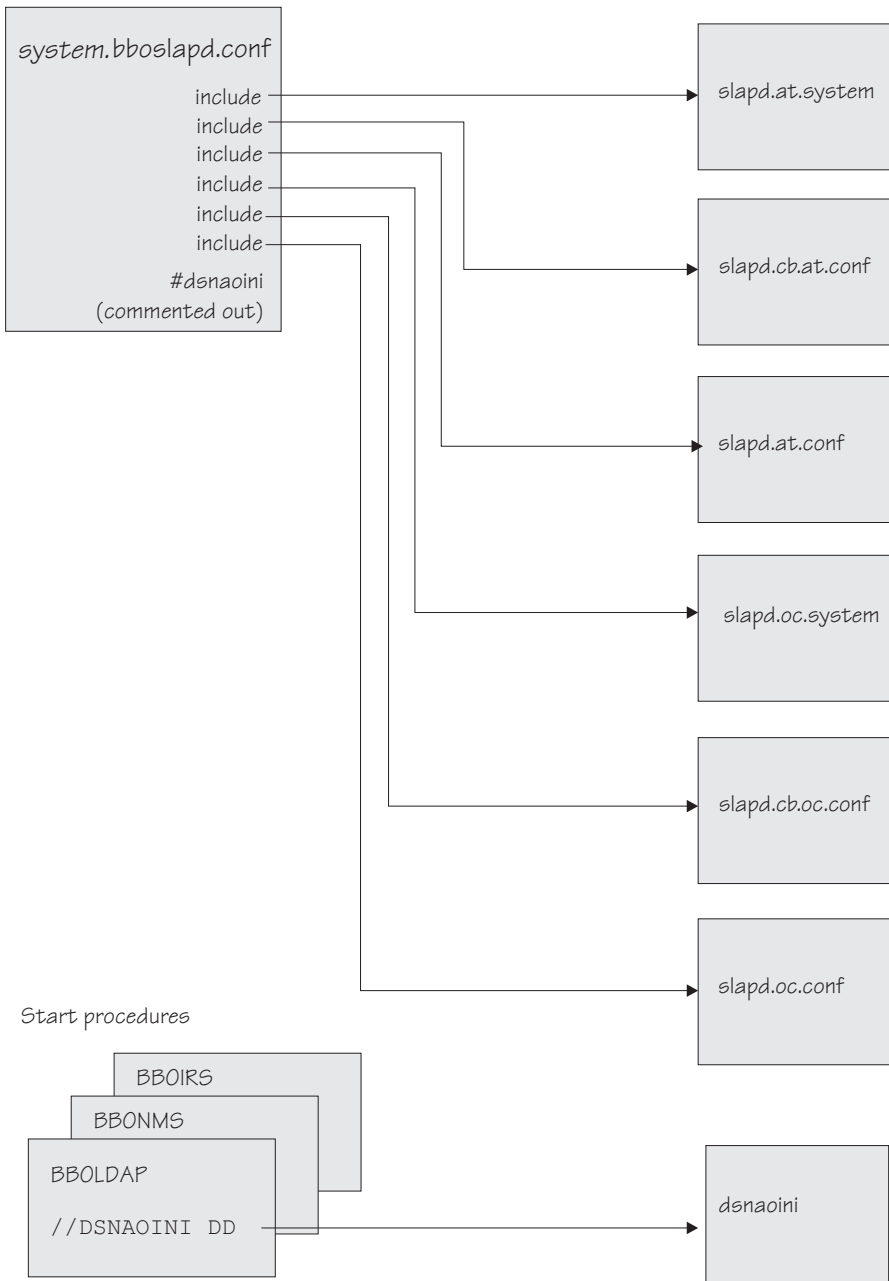 system.bboslapd.conf
include
include
include
include
include
include
#dsnaoini
(commented out)
slapd.at.system
slapd.cb.at.conf
slapd.at.conf
slapd.oc.system
slapd.cb.oc.conf
slapd.oc.conf
Start procedures
BBOIRS
BBONMS
BBOLDAP
//DSNAOINI DD
dsnaoini